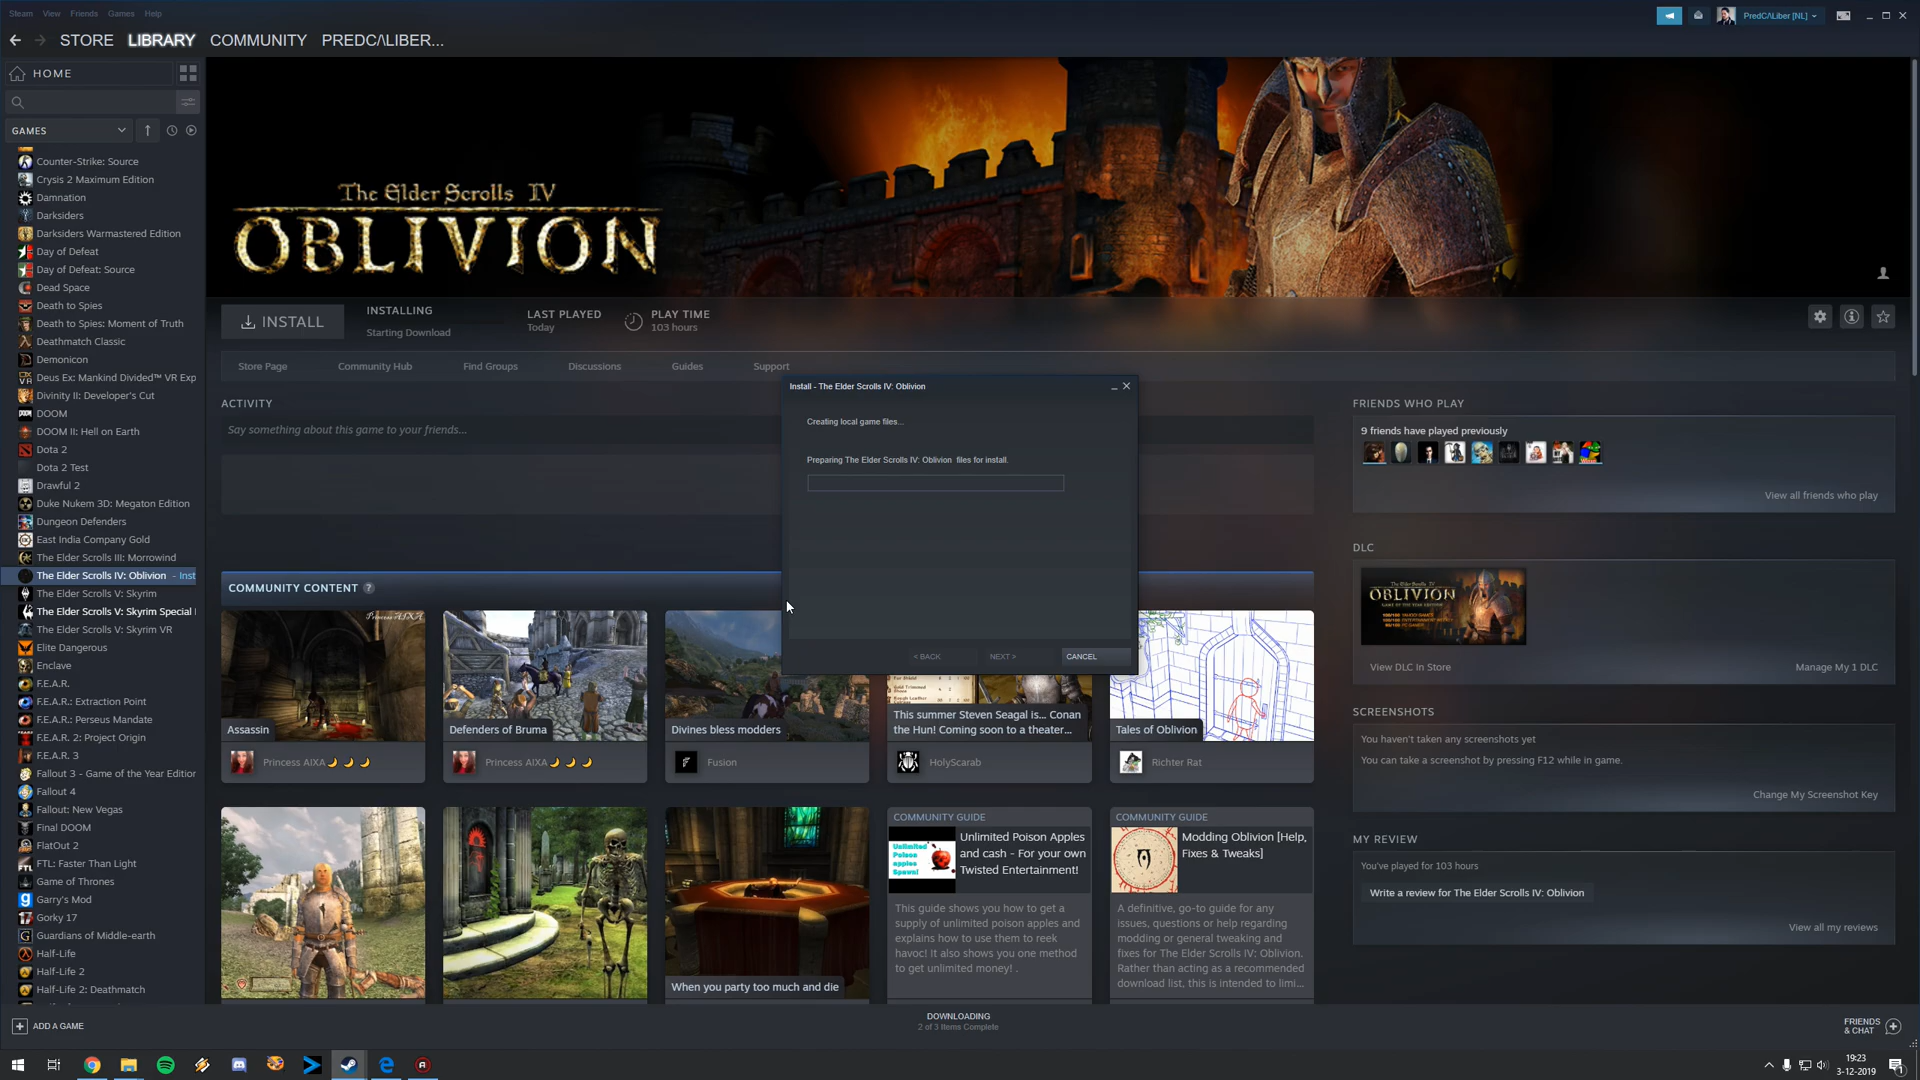 Steam View Friends Games Help
PredC/\Liber [NL]
STORE LIBRARY COMMUNITY PREDC/\LIBER...
HOME
GAMES
Counter-Strike: Source
Crysis 2 Maximum Edition
Damnation
Darksiders
Darksiders Warmastered Edition
Day of Defeat
Day of Defeat: Source
Dead Space
Death to Spies
Death to Spies: Moment of Truth
Deathmatch Classic
Demonicon
Deus Ex: Mankind Divided™ VR Exp
Divinity II: Developer's Cut
DOOM
DOOM II: Hell on Earth
Dota 2
Dota 2 Test
Drawful 2
Duke Nukem 3D: Megaton Edition
Dungeon Defenders
East India Company Gold
The Elder Scrolls III: Morrowind
The Elder Scrolls IV: Oblivion - Inst
The Elder Scrolls V: Skyrim
The Elder Scrolls V: Skyrim Special
The Elder Scrolls V: Skyrim VR
Elite Dangerous
Enclave
F.E.A.R.
F.E.A.R.: Extraction Point
F.E.A.R.: Perseus Mandate
F.E.A.R. 2: Project Origin
F.E.A.R. 3
Fallout 3 - Game of the Year Edition
Fallout 4
Fallout: New Vegas
Final DOOM
FlatOut 2
FTL: Faster Than Light
Game of Thrones
Garry's Mod
Gorky 17
Guardians of Middle-earth
Half-Life
Half-Life 2
Half-Life 2: Deathmatch
ADD A GAME
The Elder Scrolls IV
OBLIVION
INSTALL
INSTALLING
Starting Download
LAST PLAYED
Today
PLAY TIME
103 hours
Store Page Community Hub Find Groups Discussions Guides Support
ACTIVITY
Say something about this game to your friends...
Install - The Elder Scrolls IV: Oblivion
Creating local game files...
Preparing The Elder Scrolls IV: Oblivion files for install.
< BACK NEXT > CANCEL
COMMUNITY CONTENT ?
Princess AIXA
Assassin
Princess AIXA
Defenders of Bruma
Princess AIXA
Divines bless modders
Fusion
This summer Steven Seagal is... Conan
the Hun! Coming soon to a theater...
HolyScarab
Tales of Oblivion
Richter Rat
When you party too much and die
COMMUNITY GUIDE
Unlimited Poison Apples
and cash - For your own
Twisted Entertainment!
Unlimited
Poison
apples
Spawn!
This guide shows you how to get a
supply of unlimited poison apples and
explains how to use them to reek
havoc! It also shows you one method
to get unlimited money! .
COMMUNITY GUIDE
Modding Oblivion [Help,
Fixes & Tweaks]
A definitive, go-to guide for any
issues, questions or help regarding
modding or general tweaking and
fixes for The Elder Scrolls IV: Oblivion.
Rather than acting as a recommended
download list, this is intended to limi...
FRIENDS WHO PLAY
9 friends have played previously
View all friends who play
DLC
The Elder Scrolls IV
OBLIVION
View DLC In Store
Manage My 1 DLC
SCREENSHOTS
You haven't taken any screenshots yet
You can take a screenshot by pressing F12 while in game.
Change My Screenshot Key
MY REVIEW
You've played for 103 hours
Write a review for The Elder Scrolls IV: Oblivion
View all my reviews
DOWNLOADING
2 of 3 Items Complete
FRIENDS
& CHAT
19:23
3-12-2019